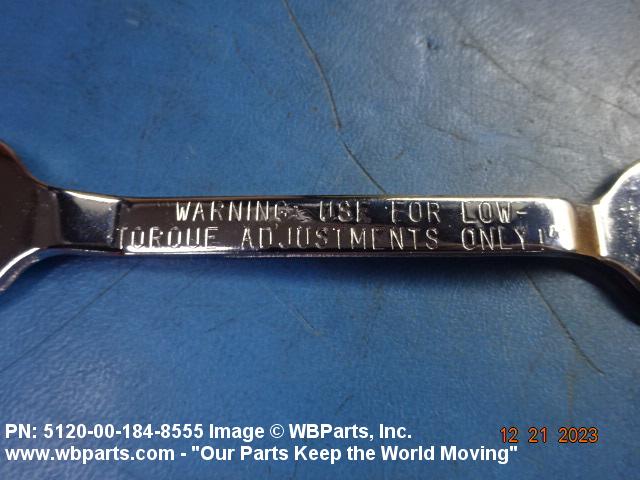 WARNING: USE FOR LOW-
TORQUE ADJUSTMENTS ONLY!
PN: 5120-00-184-8555 Image © WBParts, Inc.
12 21 2023
www.wbparts.com - "Our Parts Keep the World Moving"